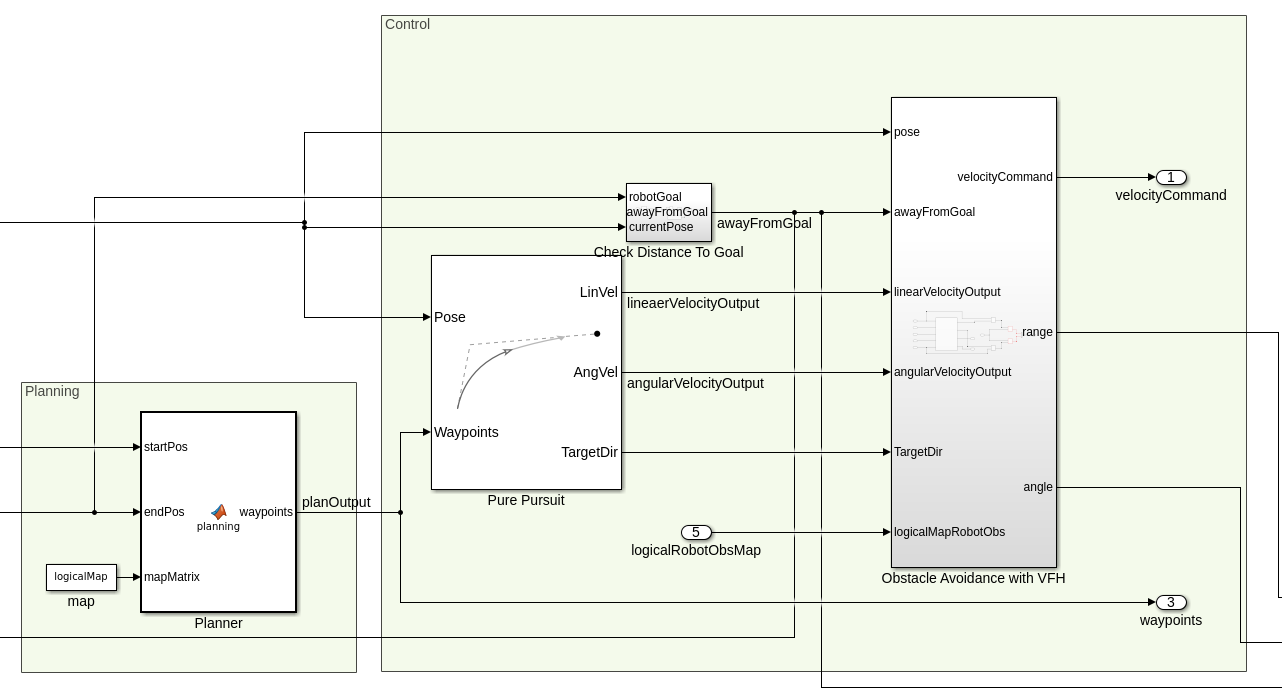 Control
pose
velocityCommand
1
velocityCommand
robotGoal
awayFromGoal
currentPose
awayFromGoal
awayFromGoal
Check Distance To Goal
LinVel
lineaerVelocityOutput
linearVelocityOutput
Pose
range
AngVel
angularVelocityOutput
angularVelocityOutput
Planning
Waypoints
startPos
TargetDir
TargetDir
angle
Pure Pursuit
planOutput
endPos
waypoints
planning
5
logicalRobotObsMap
logicalMapRobotObs
logicalMap
map
mapMatrix
Obstacle Avoidance with VFH
3
waypoints
Planner